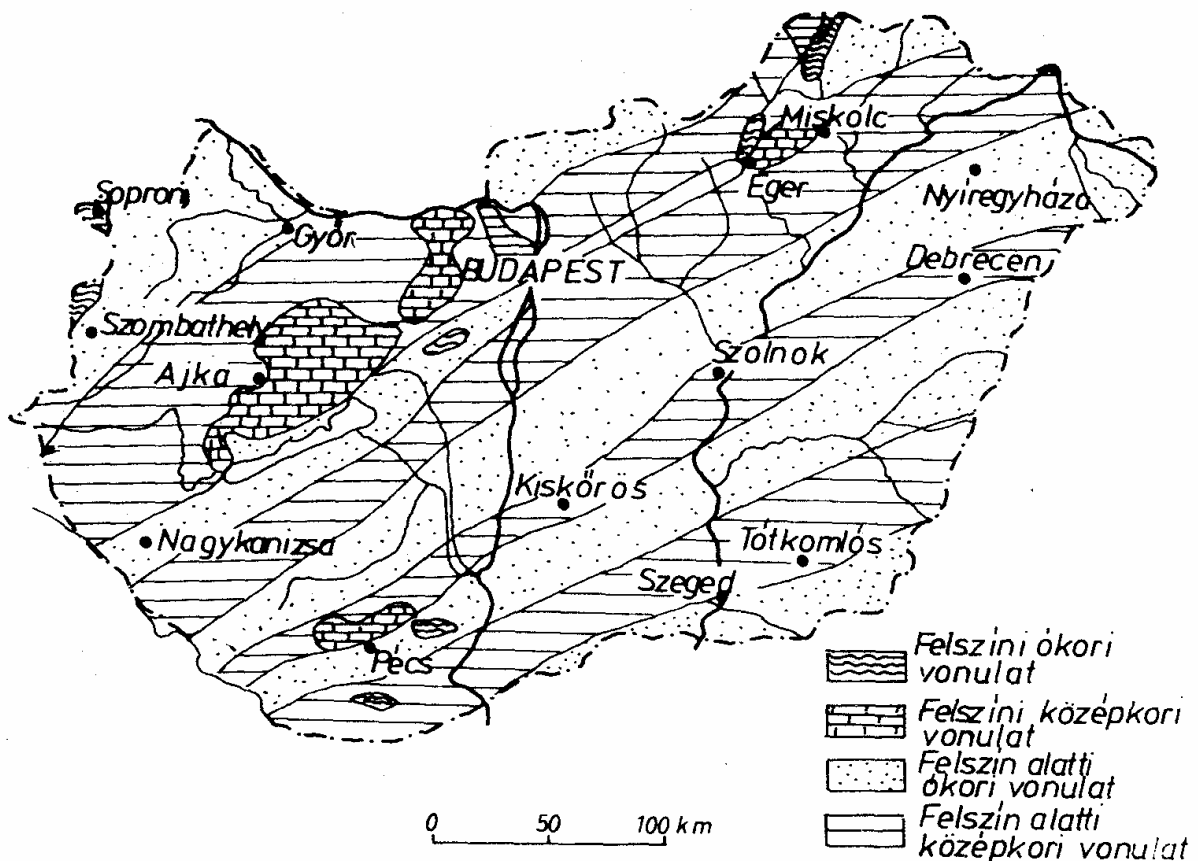 Miskolc
Eger
Sopron
Nyíregyháza
Győr
Debrecen
BUDAPEST
Szombathely
Szolnok
Ajka
Kiskőrös
Nagykanizsa
Tótkomlós
Szeged
Pécs
Felszíni ókori
vonulat
Felszíni középkori
vonulat
Felszín alatti
ókori vonulat
Felszín alatti
középkori vonulat
0 50 100 km